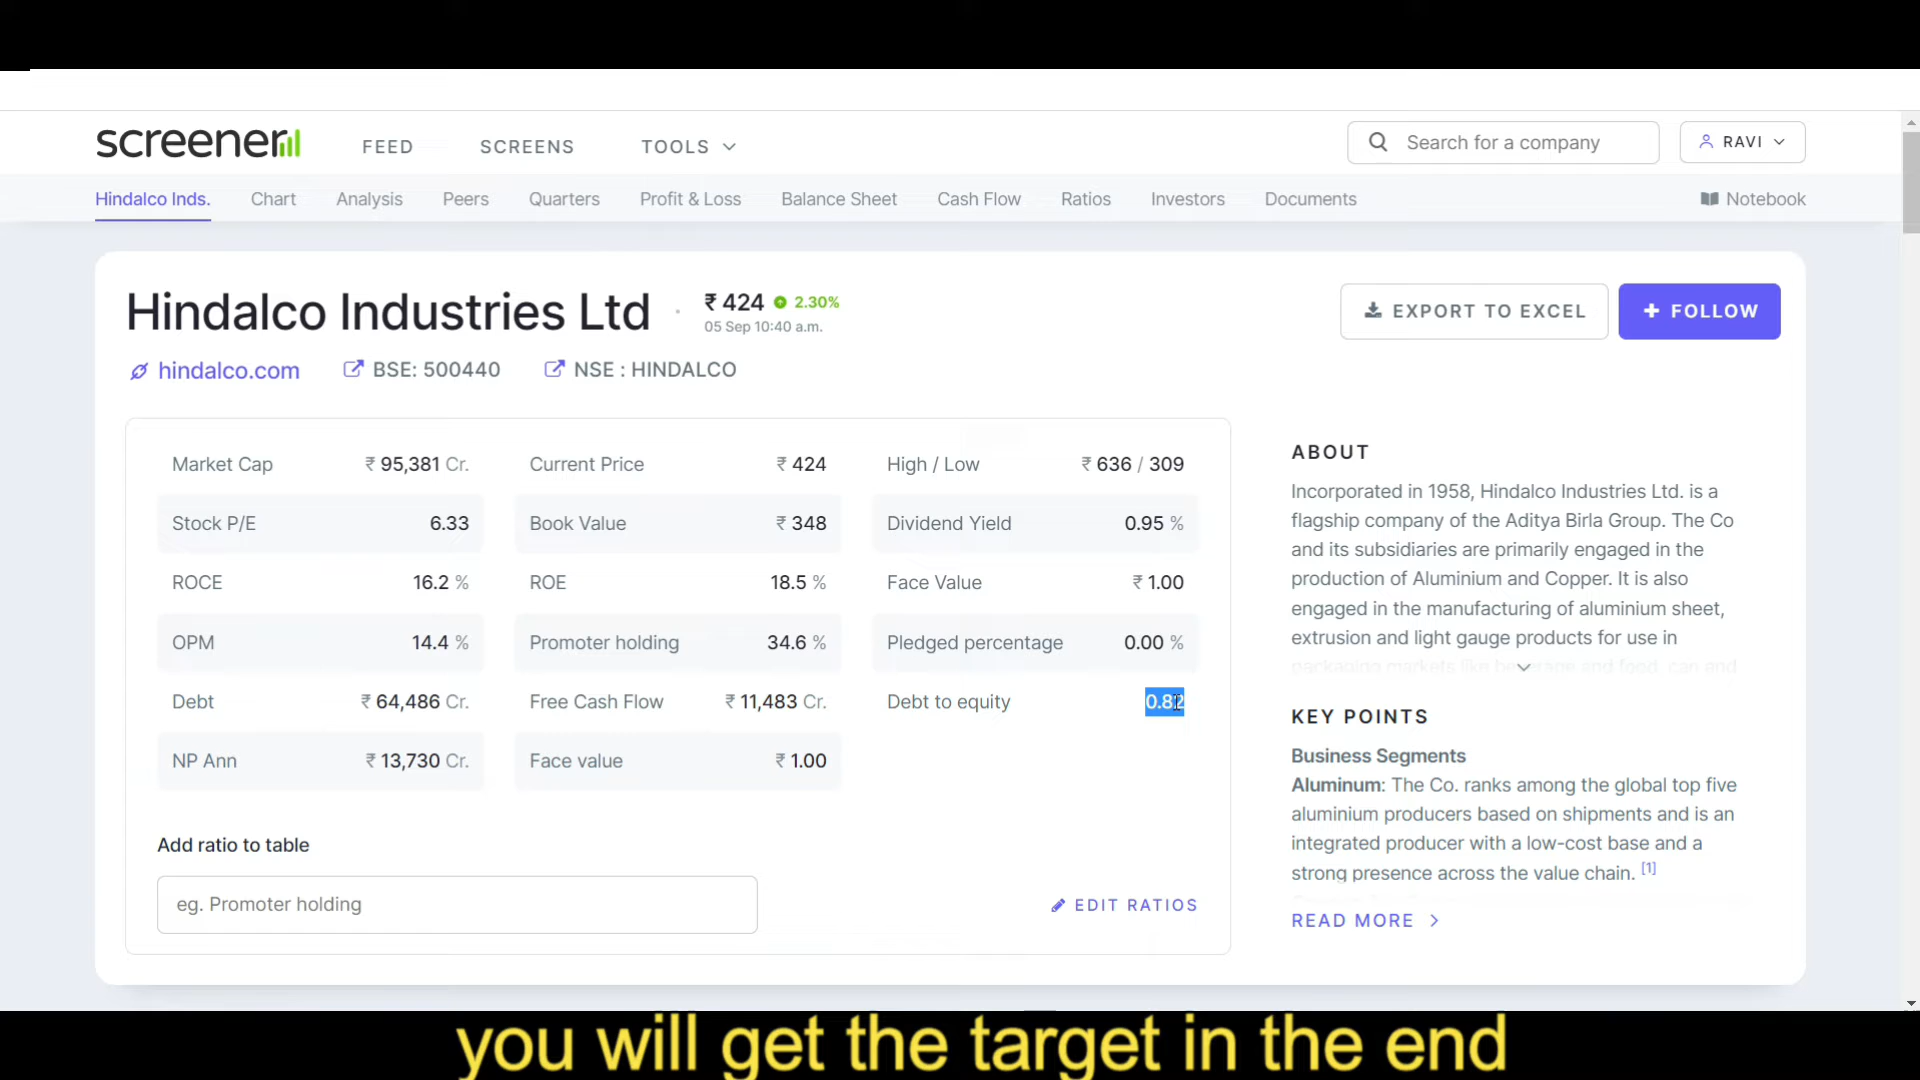 screener FEED SCREENS TOOLS Search for a company RAVI
Hindalco Inds. Chart Analysis Peers Quarters Profit & Loss Balance Sheet Cash Flow Ratios Investors Documents Notebook
Hindalco Industries Ltd · ₹ 424 2.30%
05 Sep 10:40 a.m.
EXPORT TO EXCEL + FOLLOW
hindalco.com BSE: 500440 NSE : HINDALCO
Market Cap ₹ 95,381 Cr. Current Price ₹ 424 High / Low ₹ 636 / 309
Stock P/E 6.33 Book Value ₹ 348 Dividend Yield 0.95 %
ROCE 16.2 % ROE 18.5 % Face Value ₹ 1.00
OPM 14.4 % Promoter holding 34.6 % Pledged percentage 0.00 %
Debt ₹ 64,486 Cr. Free Cash Flow ₹ 11,483 Cr. Debt to equity 0.82
NP Ann ₹ 13,730 Cr. Face value ₹ 1.00
Add ratio to table
eg. Promoter holding
EDIT RATIOS
ABOUT
Incorporated in 1958, Hindalco Industries Ltd. is a
flagship company of the Aditya Birla Group. The Co
and its subsidiaries are primarily engaged in the
production of Aluminium and Copper. It is also
engaged in the manufacturing of aluminium sheet,
extrusion and light gauge products for use in
packaging markets like beverage and food, can end
KEY POINTS
Business Segments
Aluminum: The Co. ranks among the global top five
aluminium producers based on shipments and is an
integrated producer with a low-cost base and a
strong presence across the value chain. [1]
READ MORE
you will get the target in the end